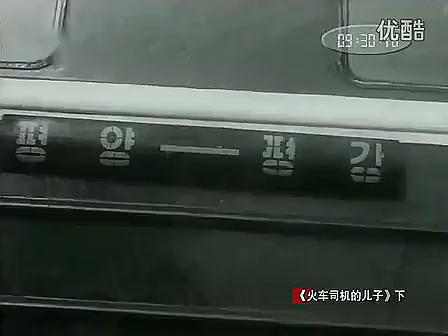 优酷
평양 — 평강
《火车司机的儿子》下